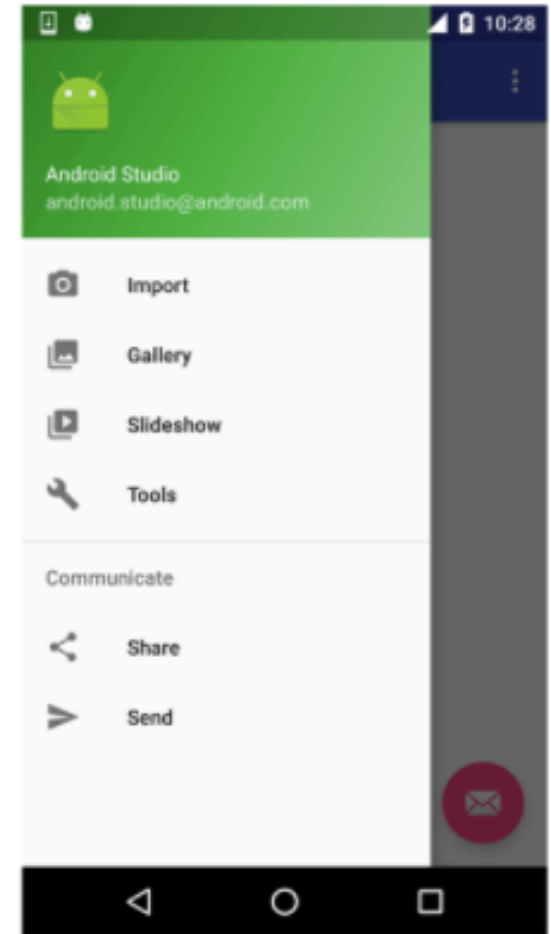 10:28
Android Studio
android.studio@android.com
Import
Gallery
Slideshow
Tools
Communicate
Share
Send